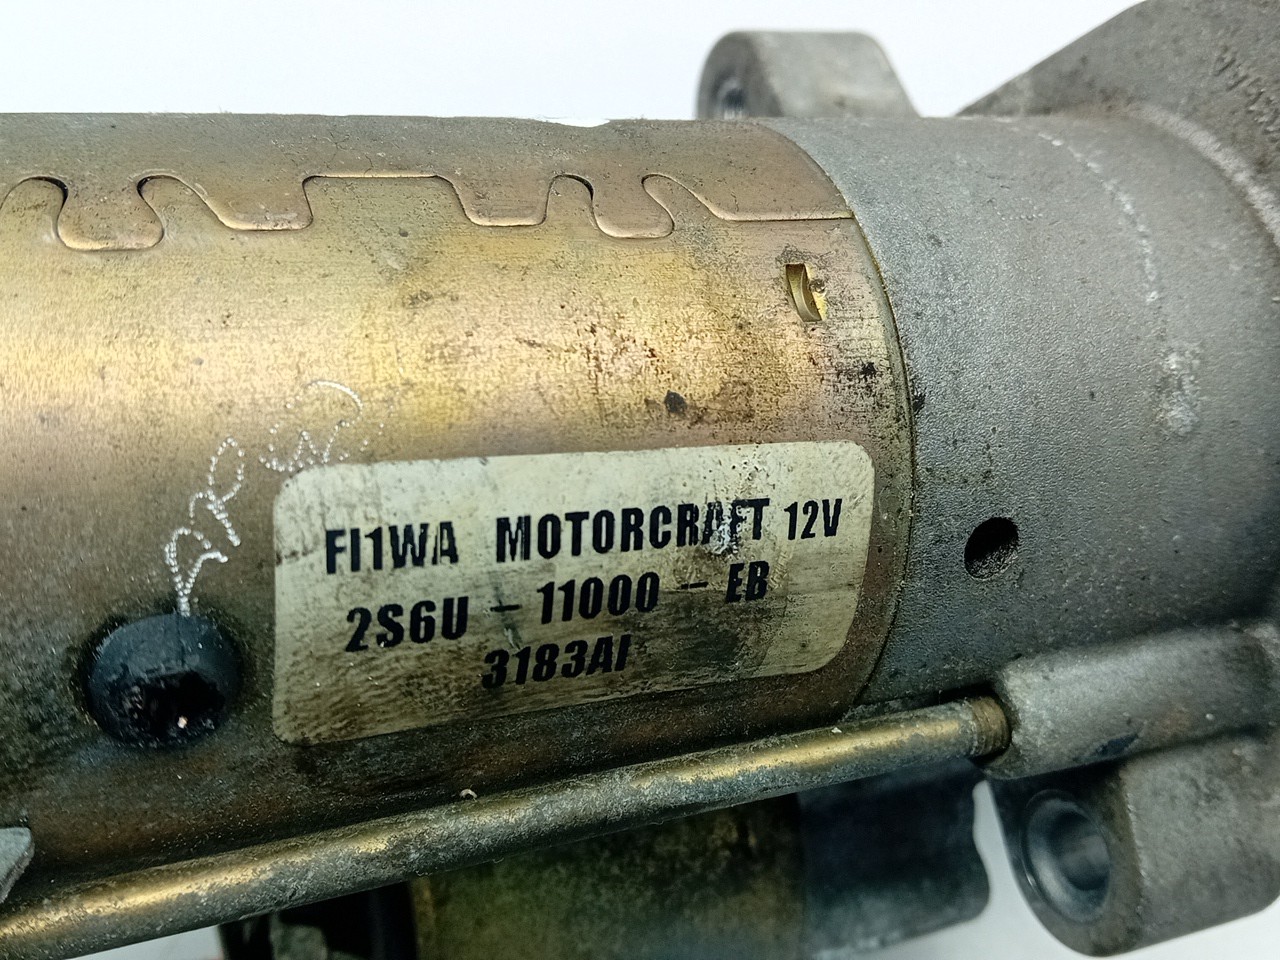 FI1WA MOTORCRAFT 12V
2S6U - 11000 - EB
3183AI